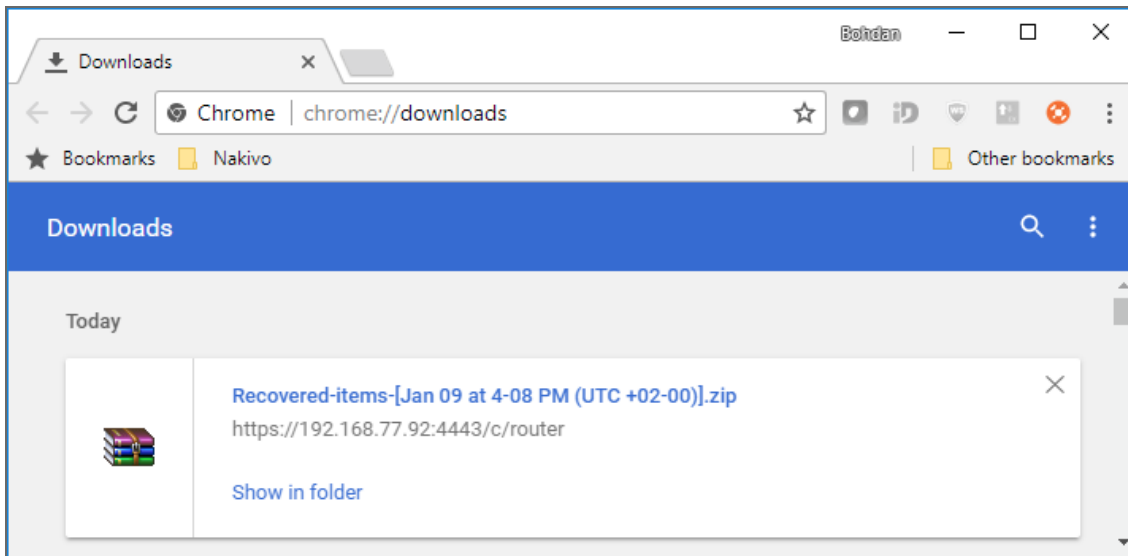 Bohdan
Downloads
Chrome | chrome://downloads
Bookmarks Nakivo Other bookmarks
Downloads
Today
Recovered-items-[Jan 09 at 4-08 PM (UTC +02-00)].zip
https://192.168.77.92:4443/c/router
Show in folder